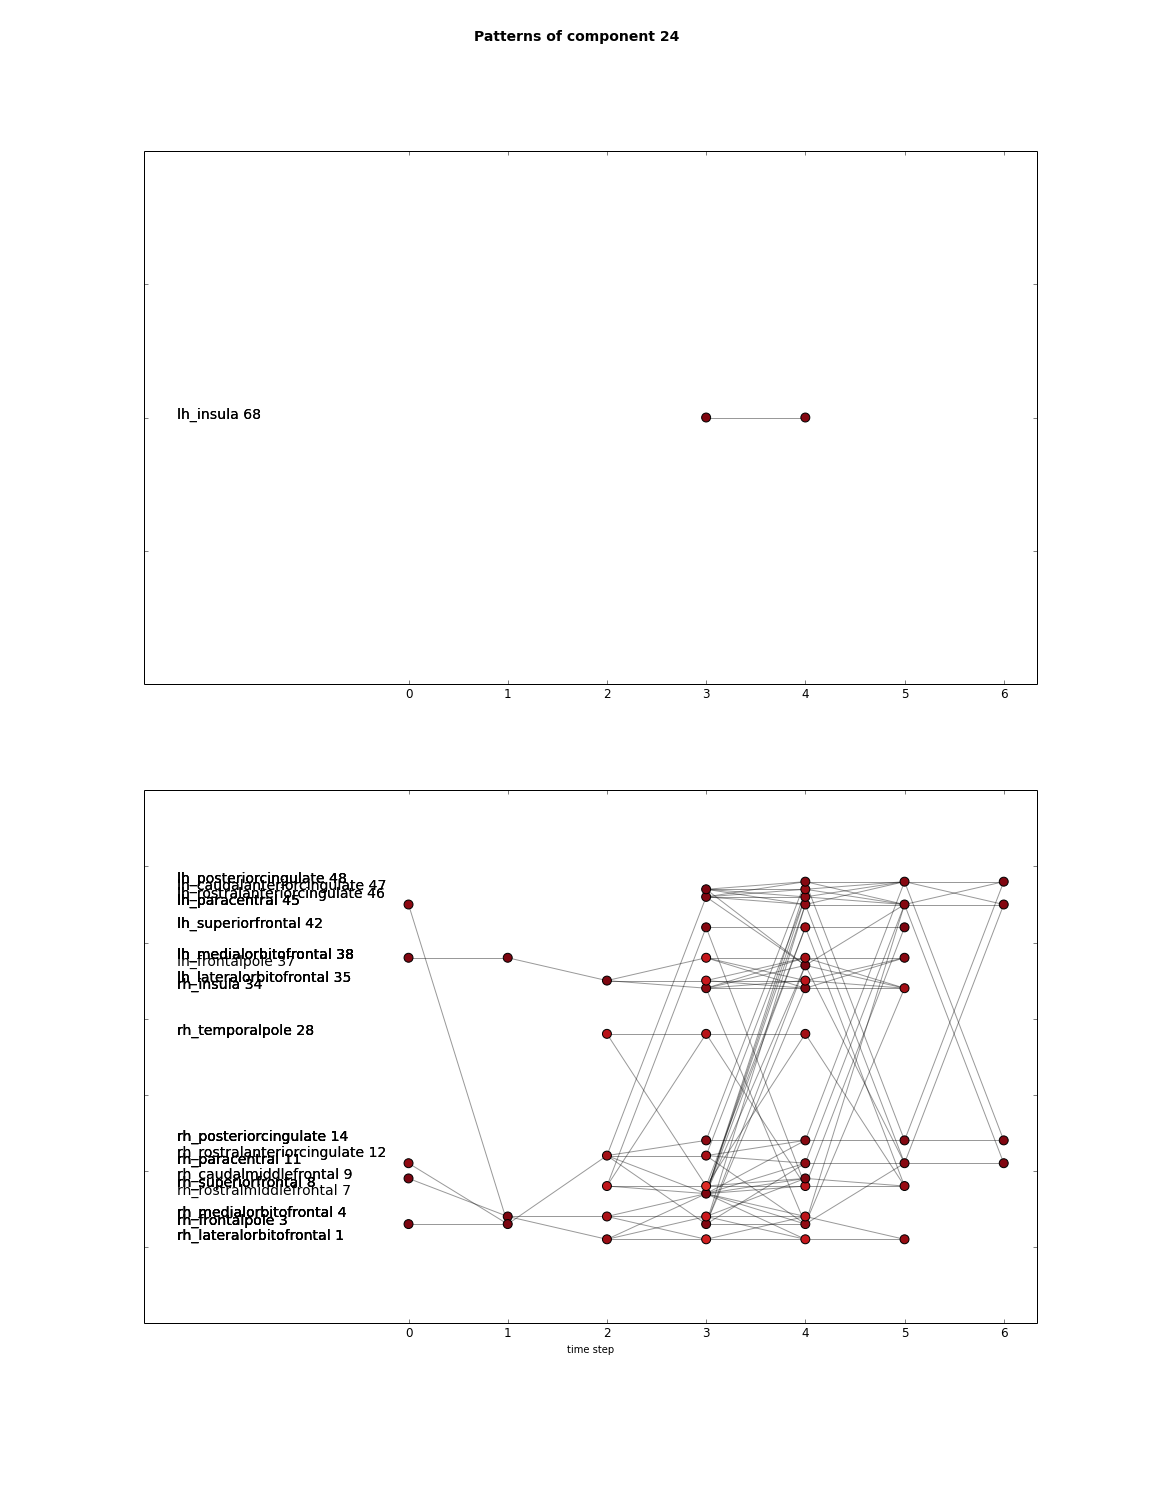 Patterns of component 24
lh_insula 68
0 1 2 3 4 5 6
lh_posteriorcingulate 48
lh_caudalanteriorcingulate 47
lh_rostralanteriorcingulate 46
lh_paracentral 45
lh_superiorfrontal 42
lh_medialorbitofrontal 38
lh_frontalpole 37
lh_lateralorbitofrontal 35
rh_insula 34
rh_temporalpole 28
rh_posteriorcingulate 14
rh_rostralanteriorcingulate 12
rh_paracentral 11
rh_caudalmiddlefrontal 9
rh_superiorfrontal 8
rh_rostralmiddlefrontal 7
rh_medialorbitofrontal 4
rh_frontalpole 3
rh_lateralorbitofrontal 1
0 1 2 3 4 5 6
time step